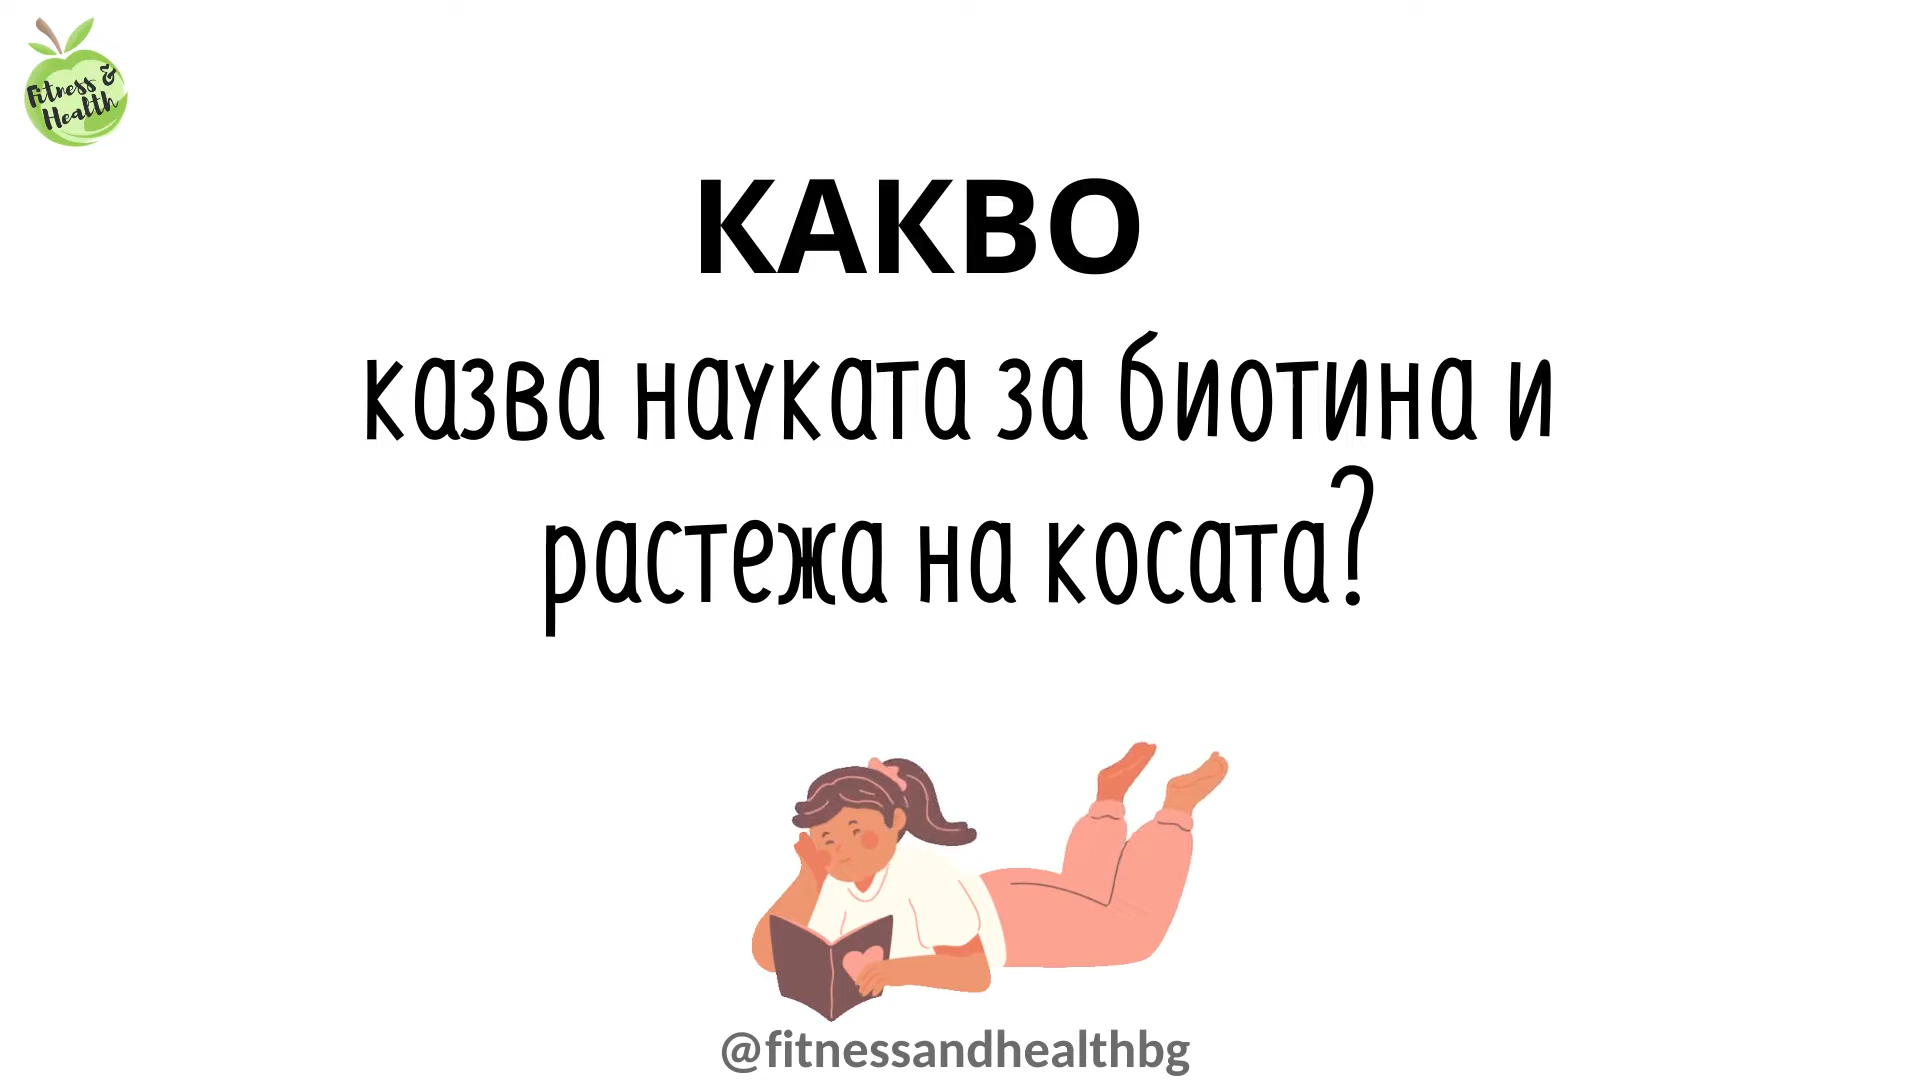 Fitness &
Health
КАКВО
казва науката за биотина и
растежа на косата?
@fitnessandhealthbg